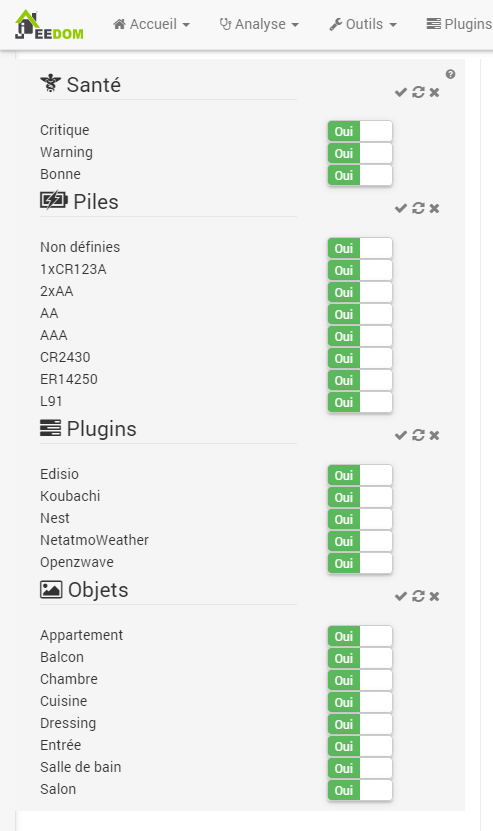 JEEDOM Accueil Analyse Outils Plugins
Santé
Critique Oui
Warning Oui
Bonne Oui
Piles
Non définies Oui
1xCR123A Oui
2xAA Oui
AA Oui
AAA Oui
CR2430 Oui
ER14250 Oui
L91 Oui
Plugins
Edisio Oui
Koubachi Oui
Nest Oui
NetatmoWeather Oui
Openzwave Oui
Objets
Appartement Oui
Balcon Oui
Chambre Oui
Cuisine Oui
Dressing Oui
Entrée Oui
Salle de bain Oui
Salon Oui